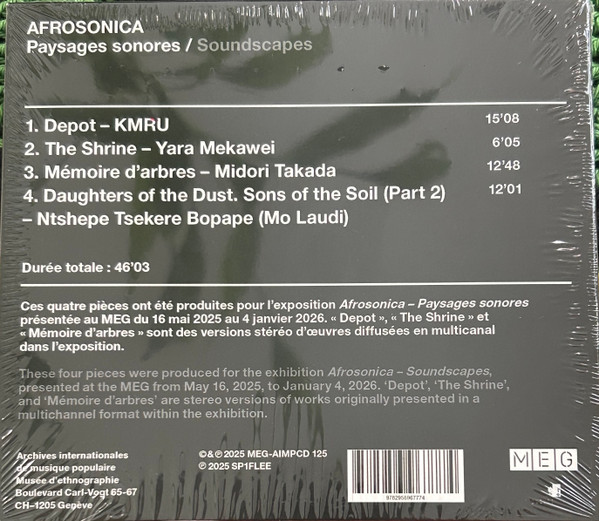 AFROSONICA
Paysages sonores / Soundscapes
1. Depot – KMRU 15’08
2. The Shrine – Yara Mekawei 6’05
3. Mémoire d’arbres – Midori Takada 12’48
4. Daughters of the Dust. Sons of the Soil (Part 2) 12’01
– Ntshepe Tsekere Bopape (Mo Laudi)
Durée totale : 46’03
Ces quatre pièces ont été produites pour l’exposition Afrosonica – Paysages sonores
présentée au MEG du 16 mai 2025 au 4 janvier 2026. « Depot », « The Shrine » et
« Mémoire d’arbres » sont des versions stéréo d’œuvres diffusées en multicanal
dans l’exposition.
These four pieces were produced for the exhibition Afrosonica – Soundscapes,
presented at the MEG from May 16, 2025, to January 4, 2026. ‘Depot’, ‘The Shrine’,
and ‘Mémoire d’arbres’ are stereo versions of works originally presented in a
multichannel format within the exhibition.
Archives internationales
de musique populaire
Musée d’ethnographie
Boulevard Carl-Vogt 65-67
CH–1205 Genève
©&℗ 2025 MEG-AIMPCD 125
℗ 2025 SP1FLEE
9782956967774
MEG